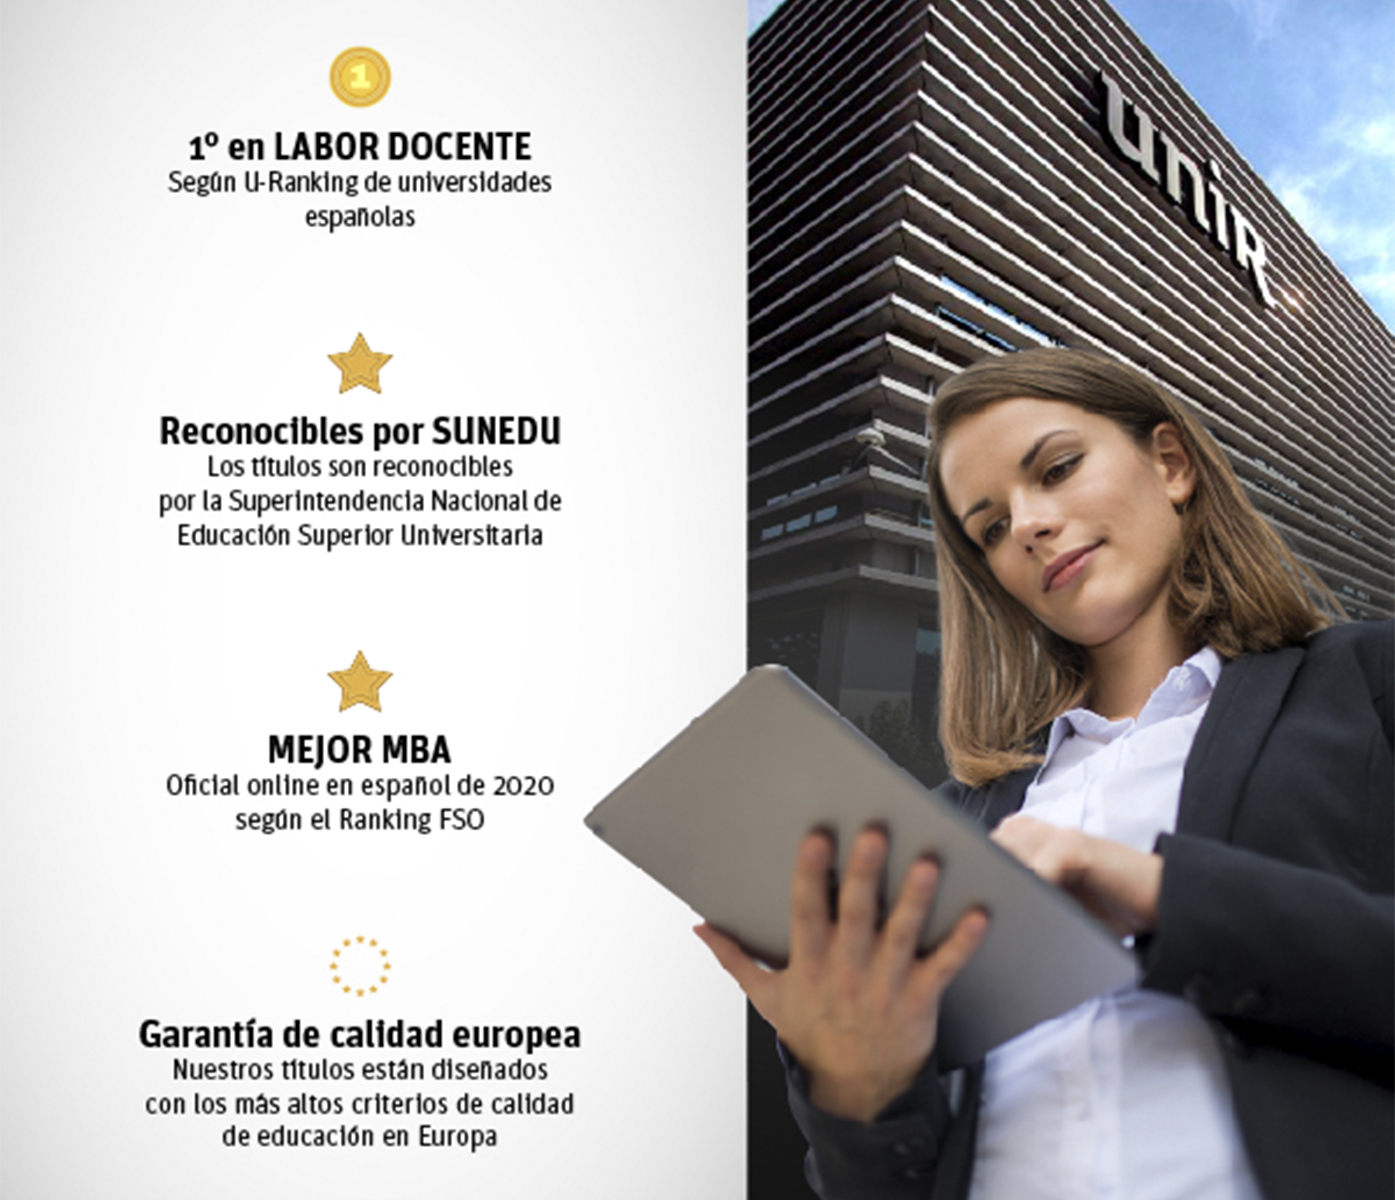 1
1º en LABOR DOCENTE
Según U-Ranking de universidades
españolas
Reconocibles por SUNEDU
Los títulos son reconocibles
por la Superintendencia Nacional de
Educación Superior Universitaria
MEJOR MBA
Oficial online en español de 2020
según el Ranking FSO
Garantía de calidad europea
Nuestros títulos están diseñados
con los más altos criterios de calidad
de educación en Europa
uniR